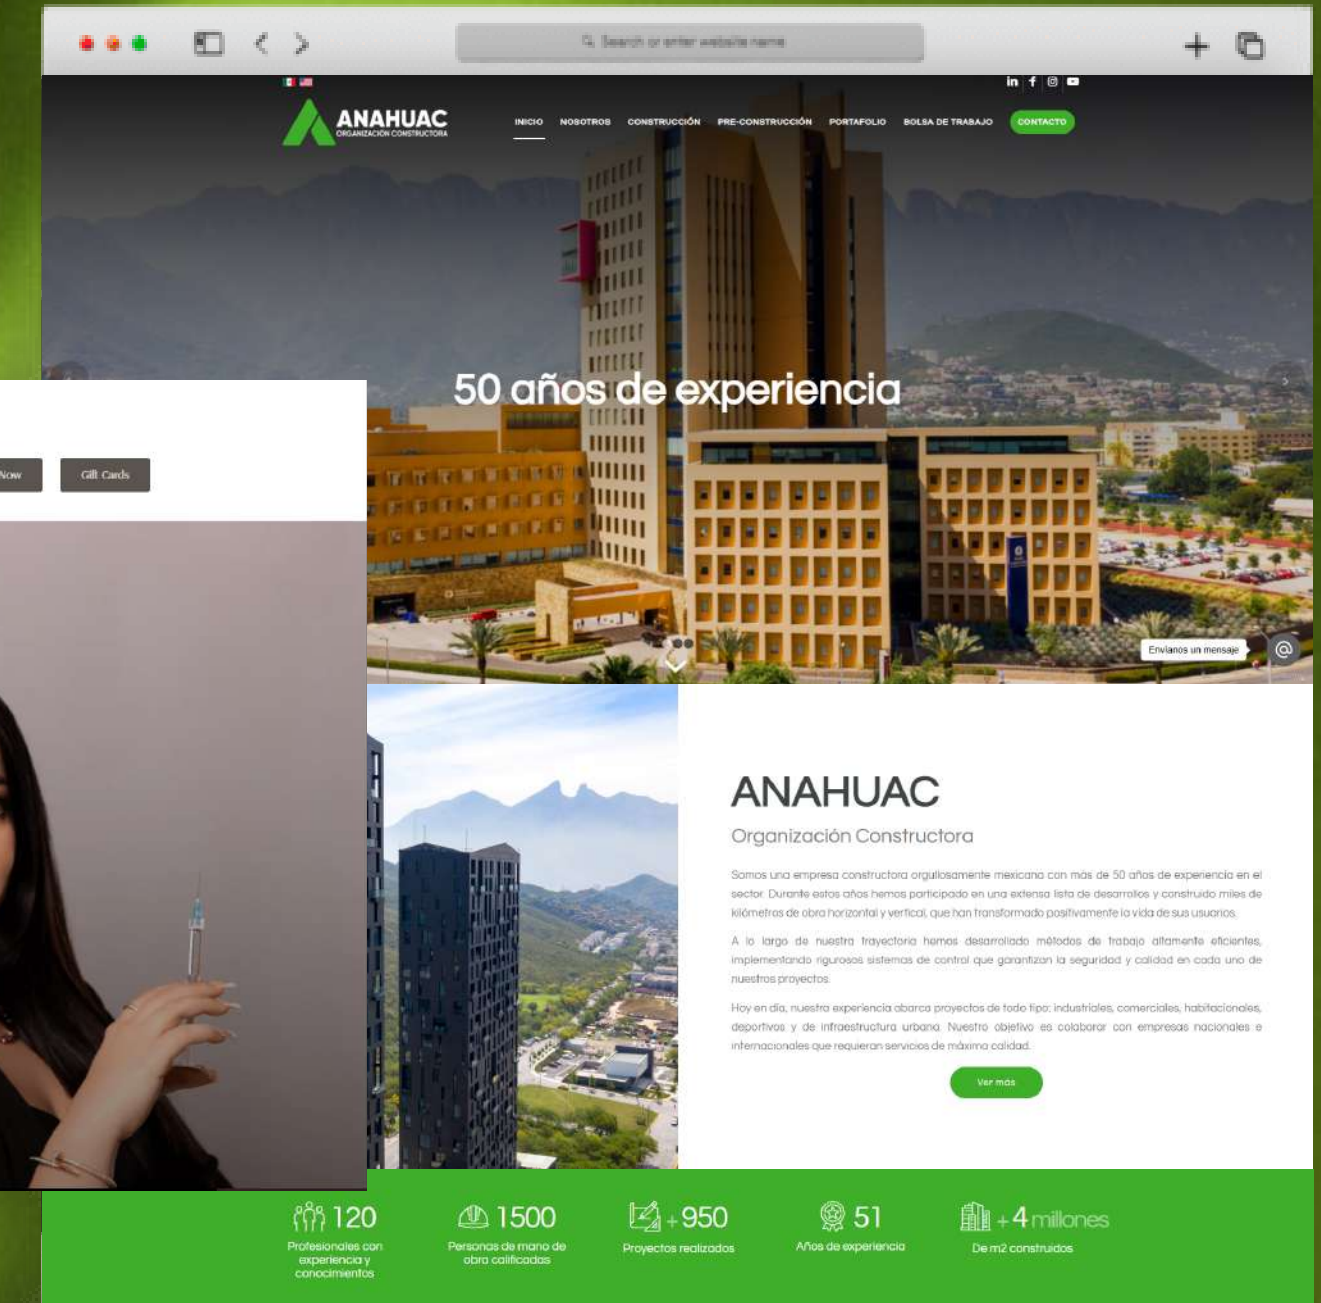 Search or enter website name
ANAHUAC
ORGANIZACIÓN CONSTRUCTORA
INICIO NOSOTROS CONSTRUCCIÓN PRE-CONSTRUCCIÓN PORTAFOLIO BOLSA DE TRABAJO CONTACTO
50 años de experiencia
Now Gift Cards
Envíanos un mensaje
ANAHUAC
Organización Constructora
Somos una empresa constructora orgullosamente mexicana con más de 50 años de experiencia en el
sector. Durante estos años hemos participado en una extensa lista de desarrollos y construido miles de
kilómetros de obra horizontal y vertical, que han transformado positivamente la vida de sus usuarios.
A lo largo de nuestra trayectoria hemos desarrollado métodos de trabajo altamente eficientes,
implementando rigurosos sistemas de control que garantizan la seguridad y calidad en cada uno de
nuestros proyectos.
Hoy en día, nuestra experiencia abarca proyectos de todo tipo: industriales, comerciales, habitacionales,
deportivos y de infraestructura urbana. Nuestro objetivo es colaborar con empresas nacionales e
internacionales que requieran servicios de máxima calidad.
Ver más
120
Profesionales con
experiencia y
conocimientos
1500
Personas de mano de
obra calificadas
+950
Proyectos realizados
51
Años de experiencia
+4 millones
De m2 construidos